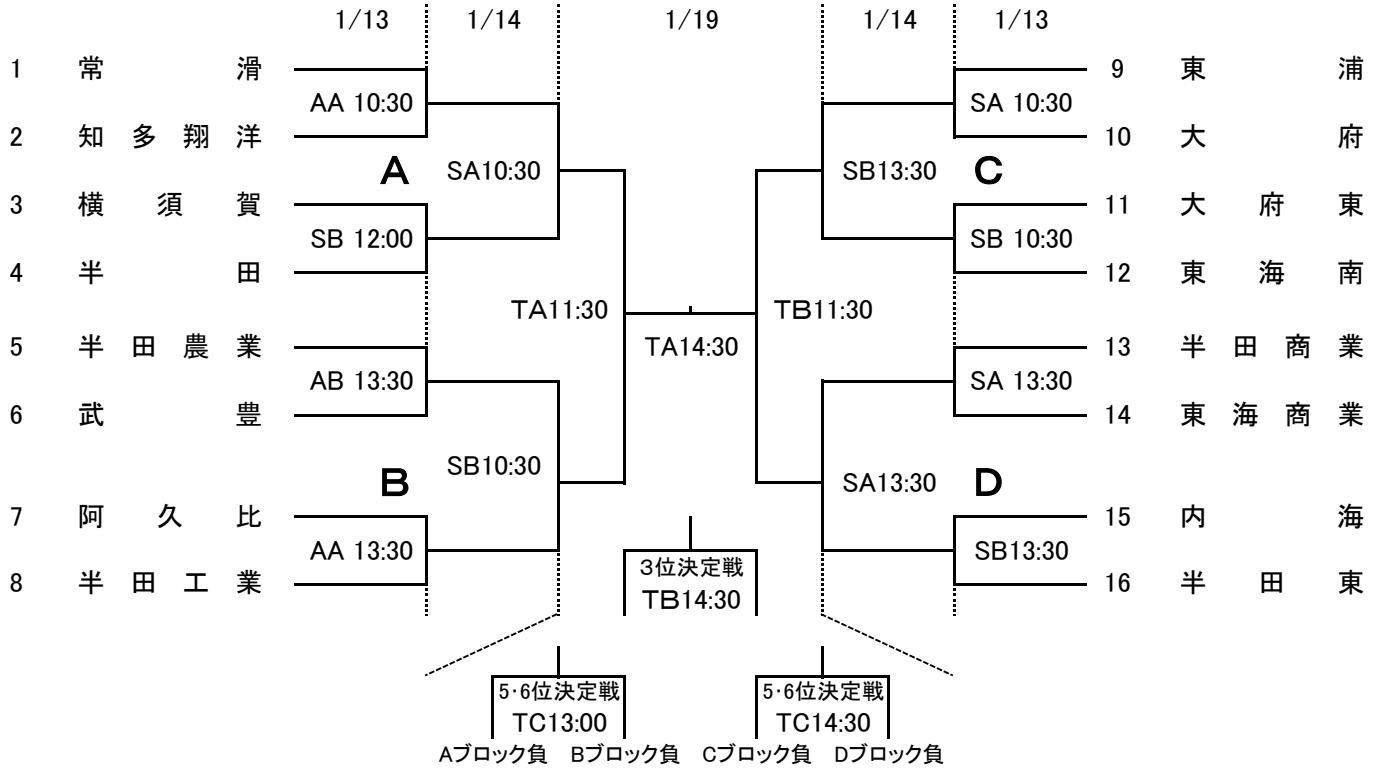 1/13 1/14 1/19 1/14 1/13
1 常滑 9 東浦
AA 10:30 SA 10:30
2 知多翔洋 10 大府
A SA10:30 SB13:30 C
3 横須賀 11 大府東
SB 12:00 SB 10:30
4 半田 12 東海南
TA11:30 TB11:30
5 半田農業 TA14:30 13 半田商業
AB 13:30 SA 13:30
6 武豊 14 東海商業
B SB10:30 SA13:30 D
7 阿久比 15 内海
AA 13:30 SB13:30
3位決定戦
8 半田工業 TB14:30 16 半田東
5・6位決定戦 5・6位決定戦
TC13:00 TC14:30
Aブロック負 Bブロック負 Cブロック負 Dブロック負